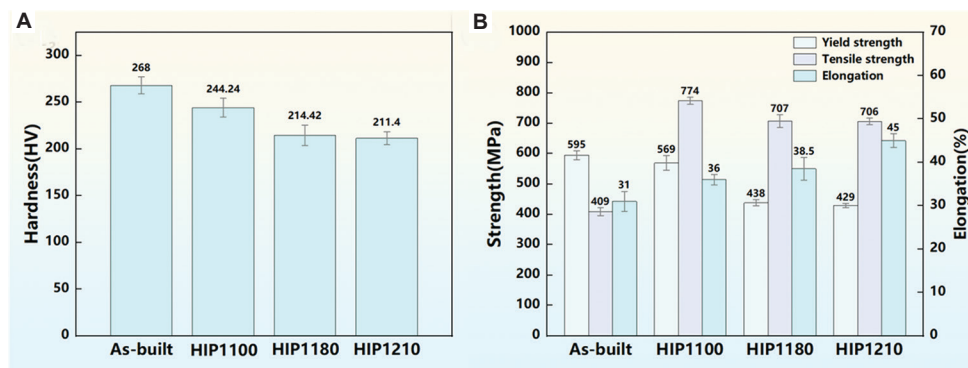 A
Hardness(HV)
300
250
200
150
100
50
0
268
244.24
214.42
211.4
As-built HIP1100 HIP1180 HIP1210
B
Strength(MPa)
1000
900
800
700
600
500
400
300
200
100
0
Yield strength
Tensile strength
Elongation
595 409 31
569 774 36
438 707 38.5
429 706 45
As-built HIP1100 HIP1180 HIP1210
70
60
50
40
30
20
10
0
Elongation(%)